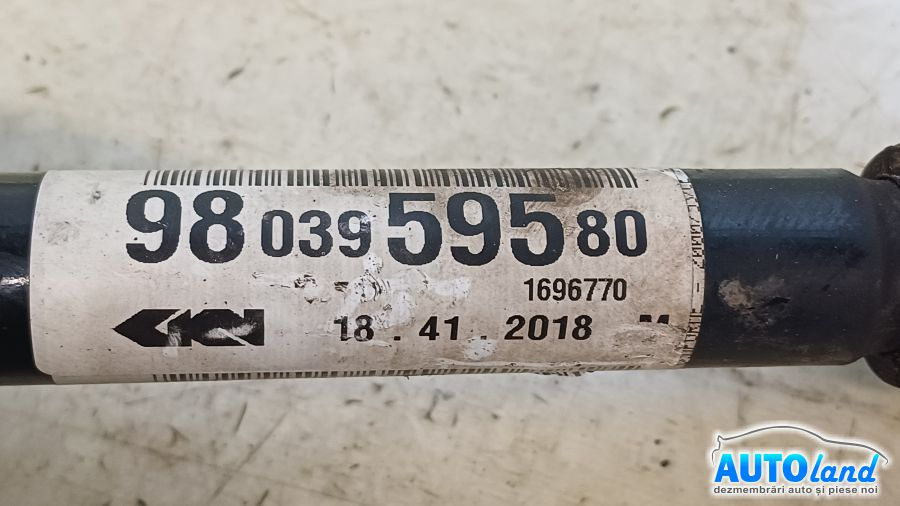 98 039 595 80
1696770
GKN 18 . 41 . 2018 M
AUTOland
dezmembrări auto și piese noi